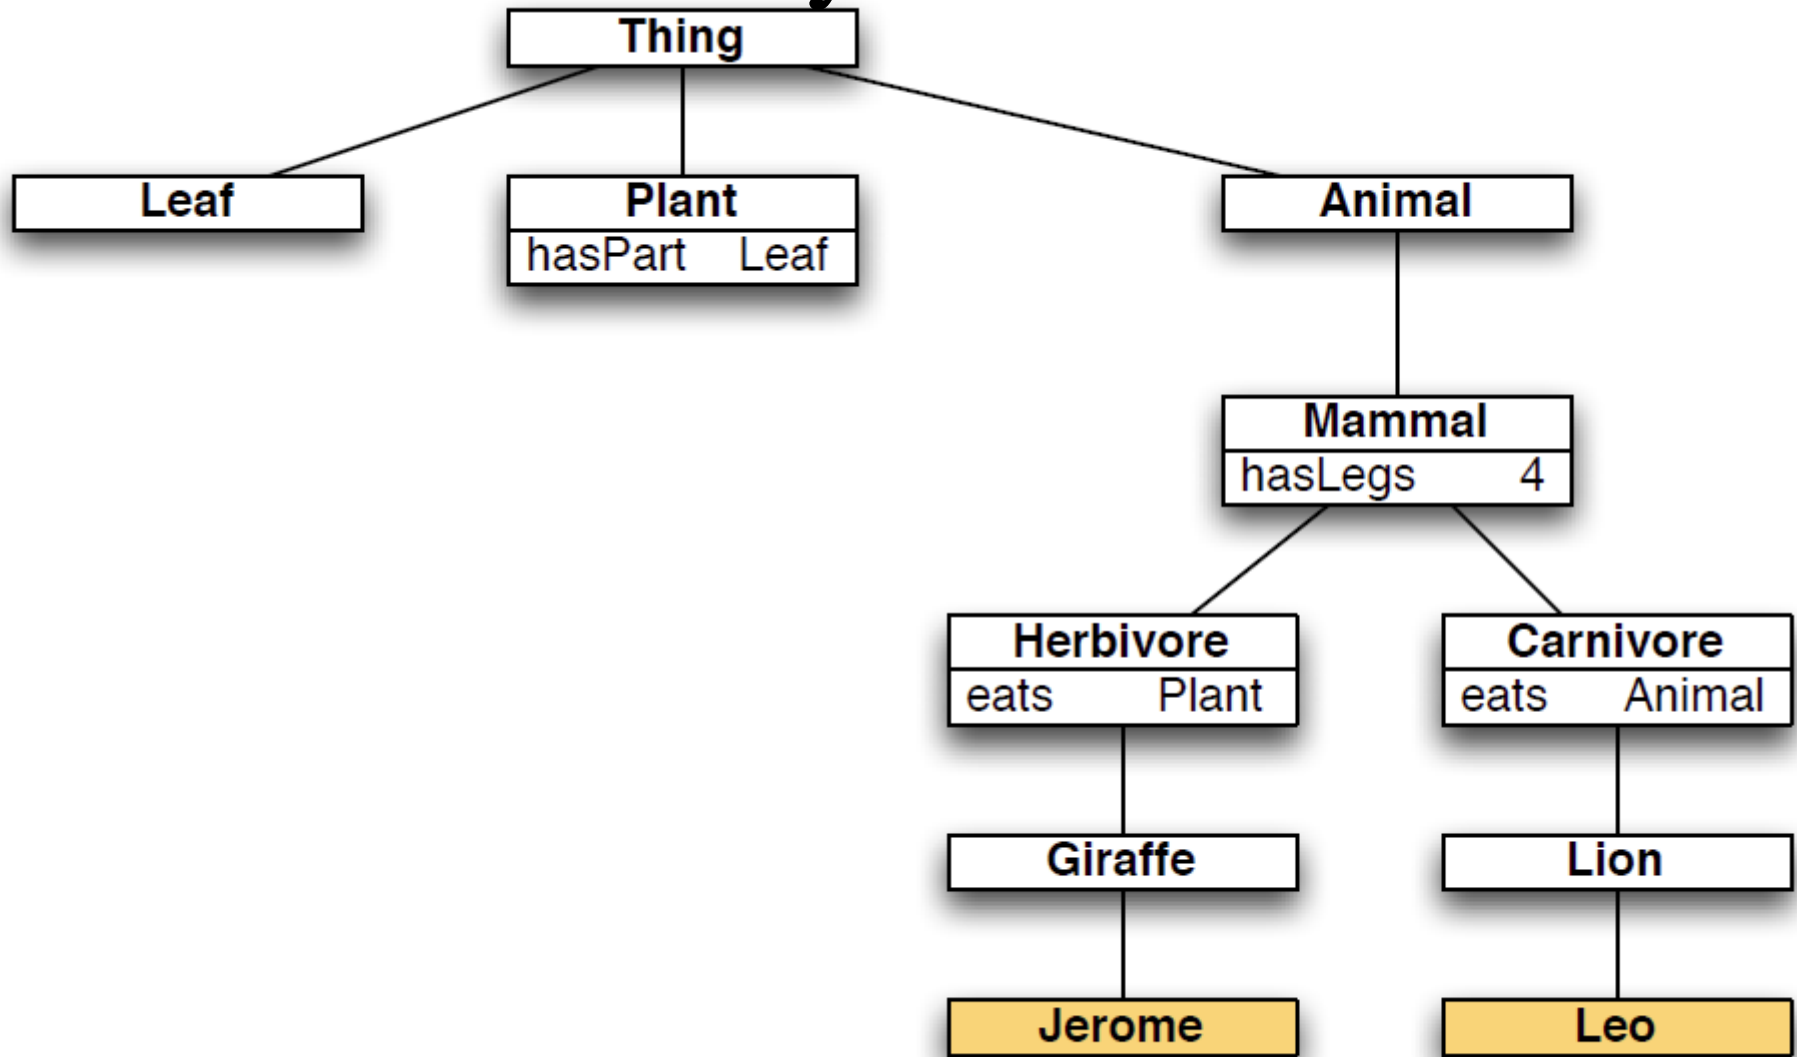 Thing
Leaf
Plant
Animal
hasPart Leaf
Mammal
hasLegs 4
Herbivore
Carnivore
eats Plant
eats Animal
Giraffe
Lion
Jerome
Leo